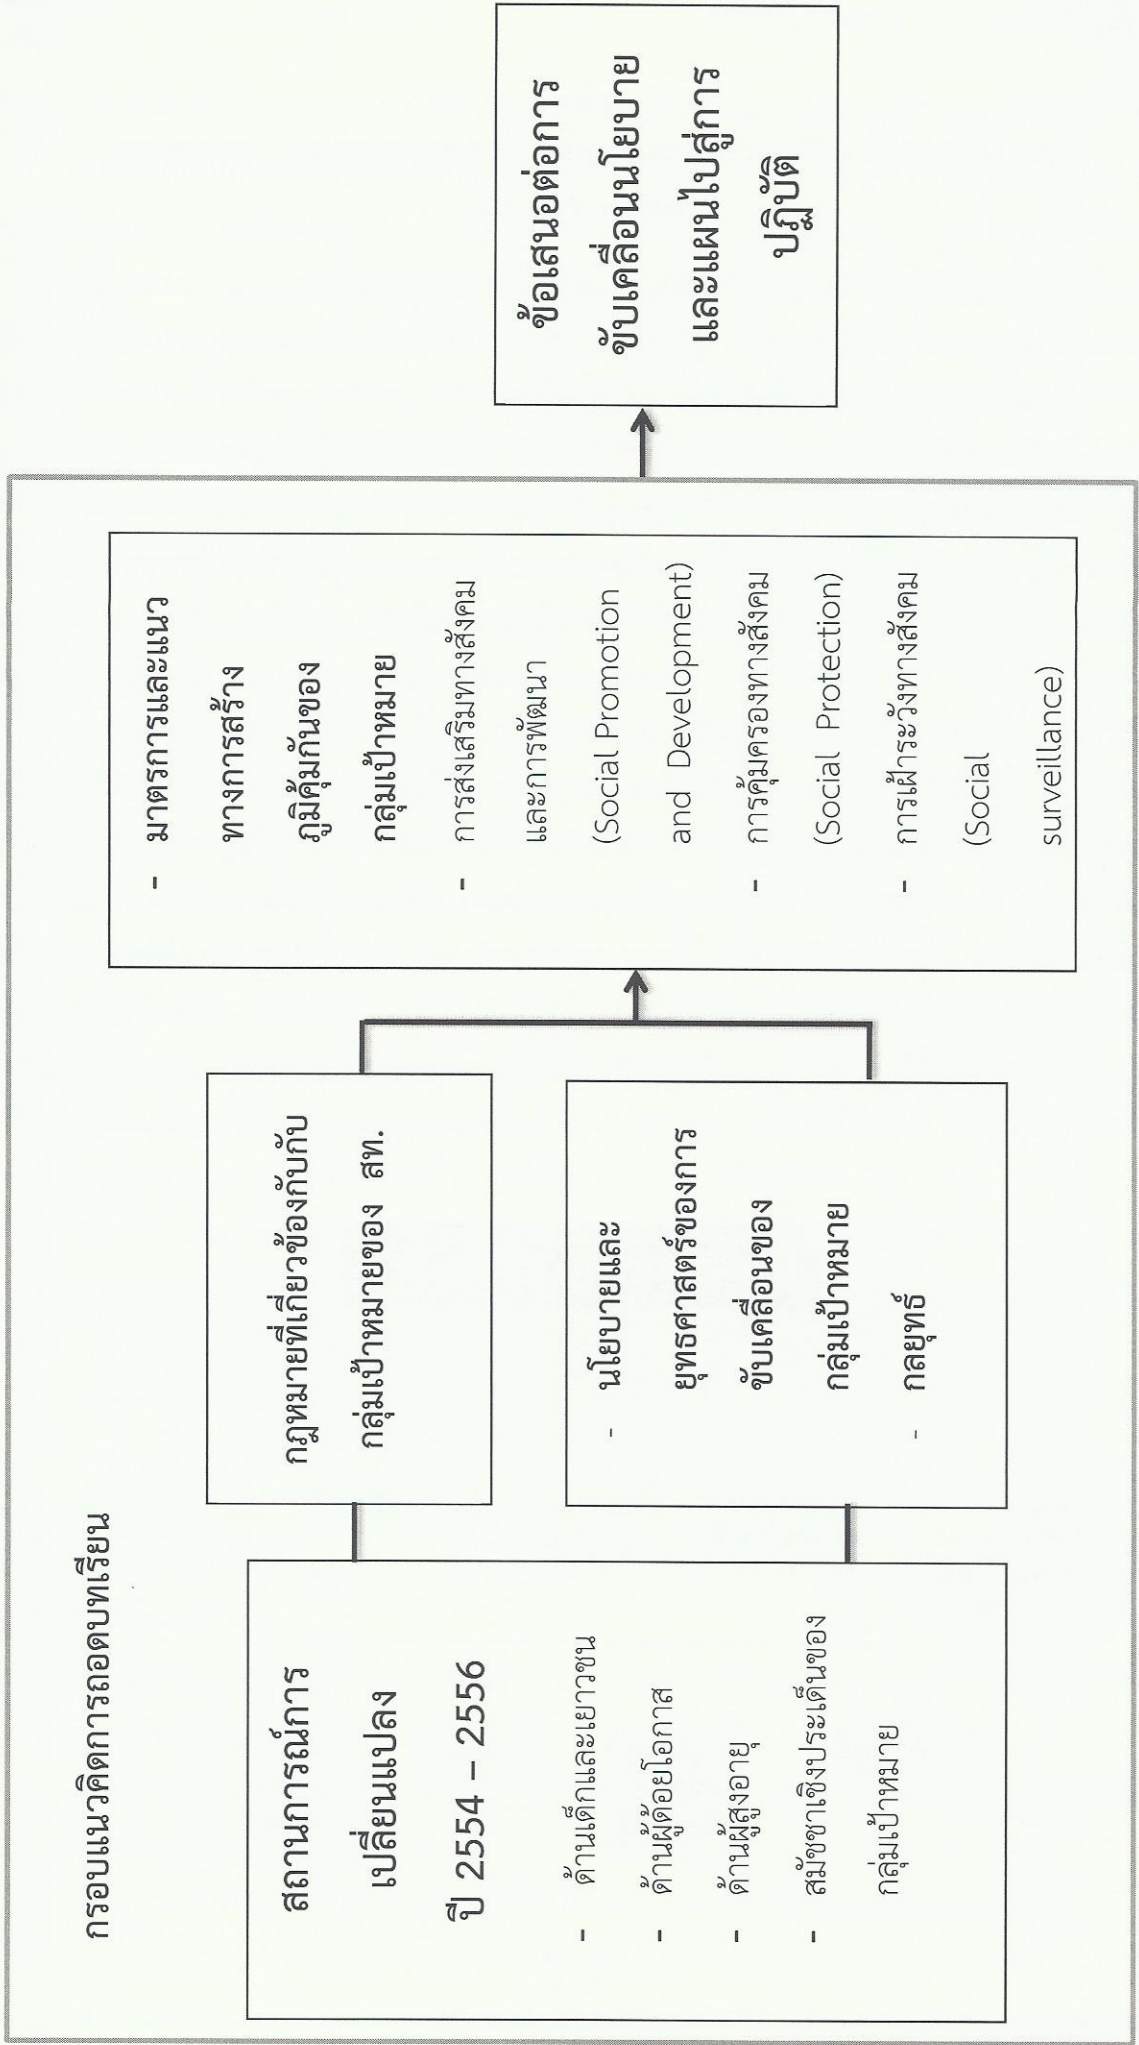 กรอบแนวคิดการถอดบทเรียน
สถานการณ์การ
เปลี่ยนแปลง
ปี 2554 – 2556
- ด้านเด็กและเยาวชน
- ด้านผู้ด้อยโอกาส
- ด้านผู้สูงอายุ
- สมัชชาเชิงประเด็นของ
กลุ่มเป้าหมาย
กฎหมายที่เกี่ยวข้องกับกับ
กลุ่มเป้าหมายของ สท.
- นโยบายและ
ยุทธศาสตร์ของการ
ขับเคลื่อนของ
กลุ่มเป้าหมาย
- กลยุทธ์
- มาตรการและแนว
ทางการสร้าง
ภูมิคุ้มกันของ
กลุ่มเป้าหมาย
- การส่งเสริมทางสังคม
และการพัฒนา
(Social Promotion
and Development)
- การคุ้มครองทางสังคม
(Social Protection)
- การเฝ้าระวังทางสังคม
(Social
surveillance)
ข้อเสนอต่อการ
ขับเคลื่อนนโยบาย
และแผนไปสู่การ
ปฏิบัติ